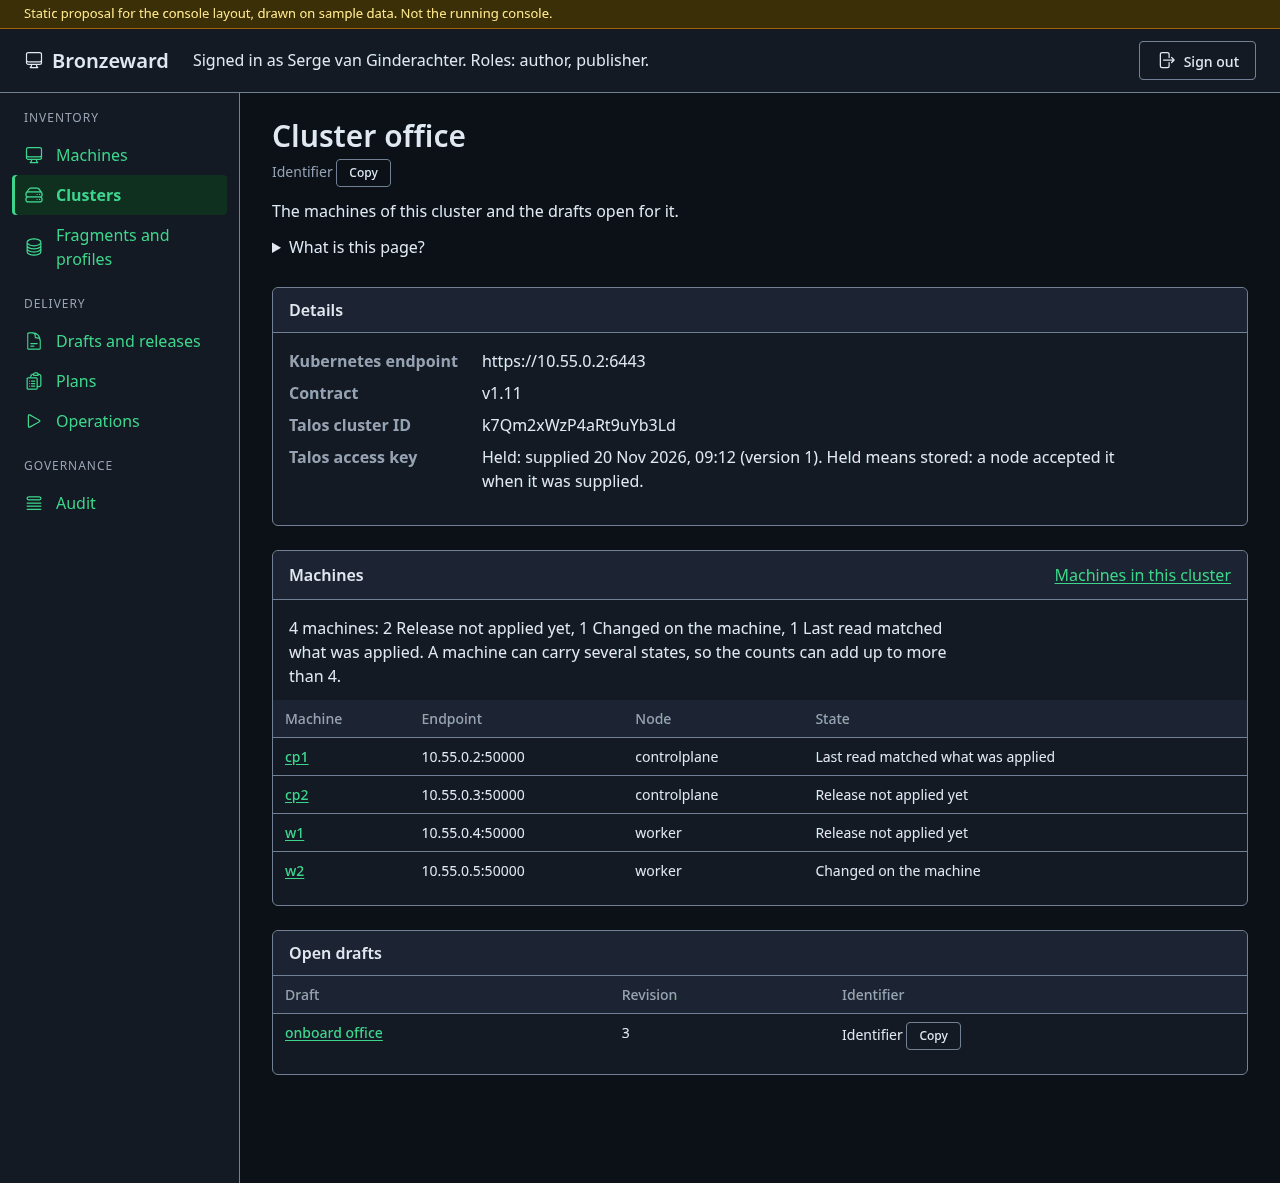 Static proposal for the console layout, drawn on sample data. Not the running console.
Bronzeward
Signed in as Serge van Ginderachter. Roles: author, publisher.
Sign out
INVENTORY
Machines
Clusters
Fragments and
profiles
DELIVERY
Drafts and releases
Plans
Operations
GOVERNANCE
Audit
Cluster office
Identifier Copy
The machines of this cluster and the drafts open for it.
What is this page?
Details
Kubernetes endpoint https://10.55.0.2:6443
Contract v1.11
Talos cluster ID k7Qm2xWzP4aRt9uYb3Ld
Talos access key Held: supplied 20 Nov 2026, 09:12 (version 1). Held means stored: a node accepted it
when it was supplied.
Machines Machines in this cluster
4 machines: 2 Release not applied yet, 1 Changed on the machine, 1 Last read matched
what was applied. A machine can carry several states, so the counts can add up to more
than 4.
Machine Endpoint Node State
cp1 10.55.0.2:50000 controlplane Last read matched what was applied
cp2 10.55.0.3:50000 controlplane Release not applied yet
w1 10.55.0.4:50000 worker Release not applied yet
w2 10.55.0.5:50000 worker Changed on the machine
Open drafts
Draft Revision Identifier
onboard office 3 Identifier Copy